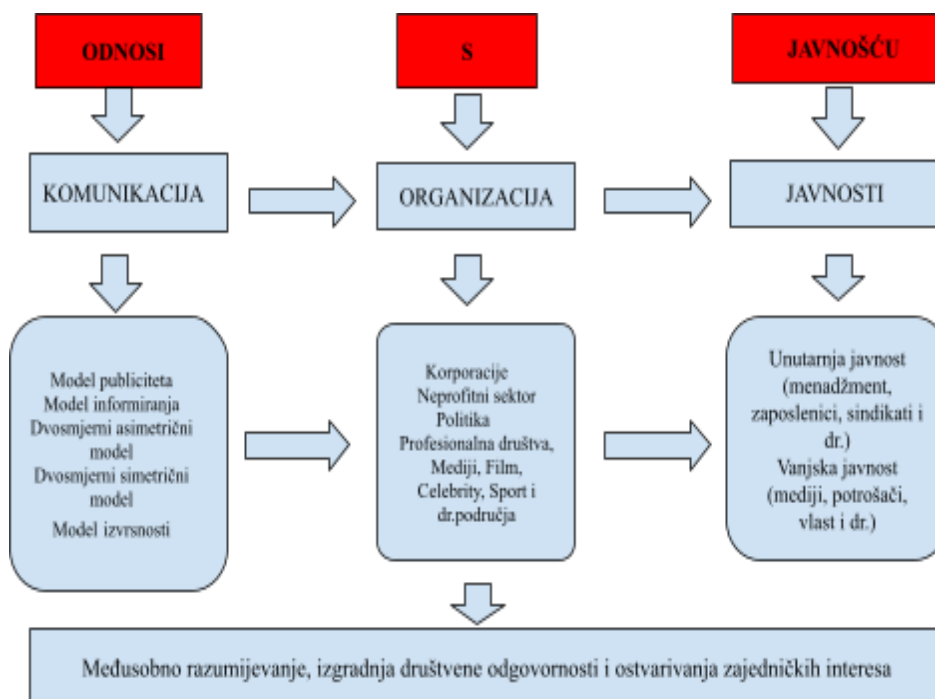 ODNOSI
S
JAVNOŠĆU
KOMUNIKACIJA
ORGANIZACIJA
JAVNOSTI
Model publiciteta
Model informiranja
Dvosmjerni asimetrični
model
Dvosmjerni simetrični
model
Model izvrsnosti
Korporacije
Neprofitni sektor
Politika
Profesionalna društva,
Mediji, Film,
Celebrity, Sport i
dr.područja
Unutarnja javnost
(menadžment,
zaposlenici, sindikati i
dr.)
Vanjska javnost
(mediji, potrošači,
vlast i dr.)
Međusobno razumijevanje, izgradnja društvene odgovornosti i ostvarivanja zajedničkih interesa